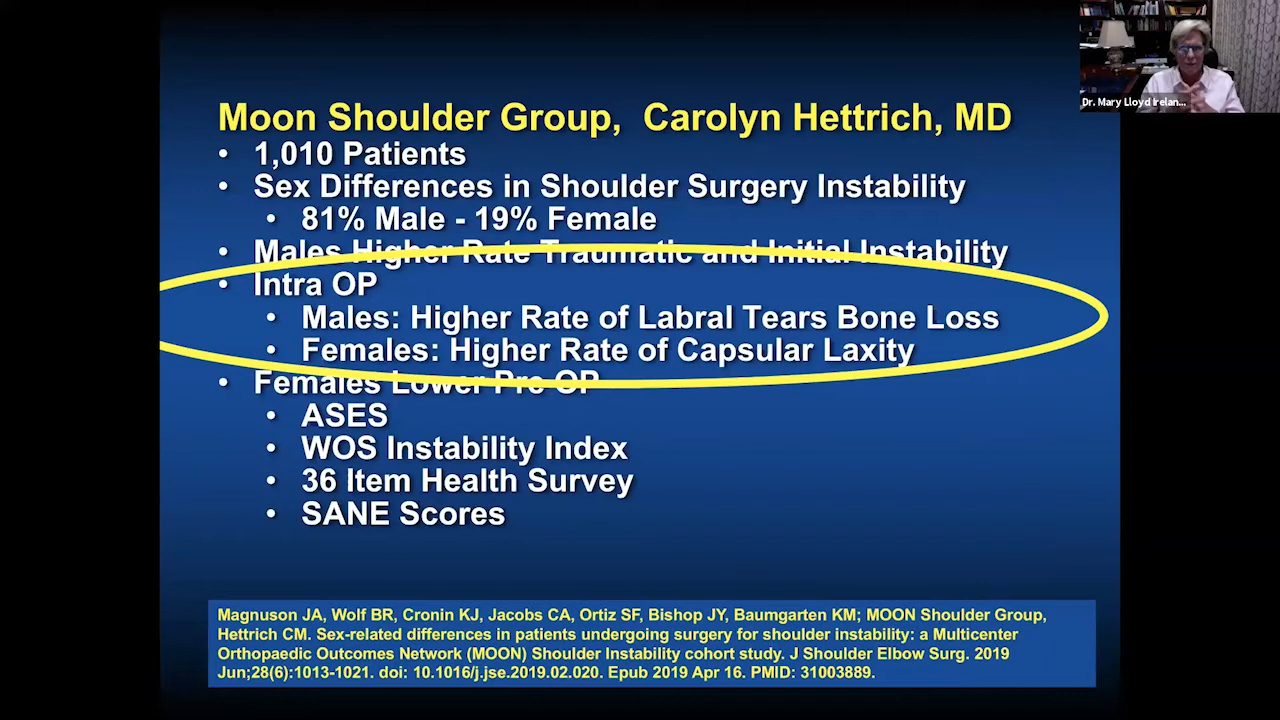 Moon Shoulder Group, Carolyn Hettrich, MD
• 1,010 Patients
• Sex Differences in Shoulder Surgery Instability
• 81% Male - 19% Female
• Males Higher Rate Traumatic and Initial Instability
• Intra OP
• Males: Higher Rate of Labral Tears Bone Loss
• Females: Higher Rate of Capsular Laxity
• Females Lower Pre OP
• ASES
• WOS Instability Index
• 36 Item Health Survey
• SANE Scores
Magnuson JA, Wolf BR, Cronin KJ, Jacobs CA, Ortiz SF, Bishop JY, Baumgarten KM; MOON Shoulder Group,
Hettrich CM. Sex-related differences in patients undergoing surgery for shoulder instability: a Multicenter
Orthopaedic Outcomes Network (MOON) Shoulder Instability cohort study. J Shoulder Elbow Surg. 2019
Jun;28(6):1013-1021. doi: 10.1016/j.jse.2019.02.020. Epub 2019 Apr 16. PMID: 31003889.
Dr. Mary Lloyd Irelan...